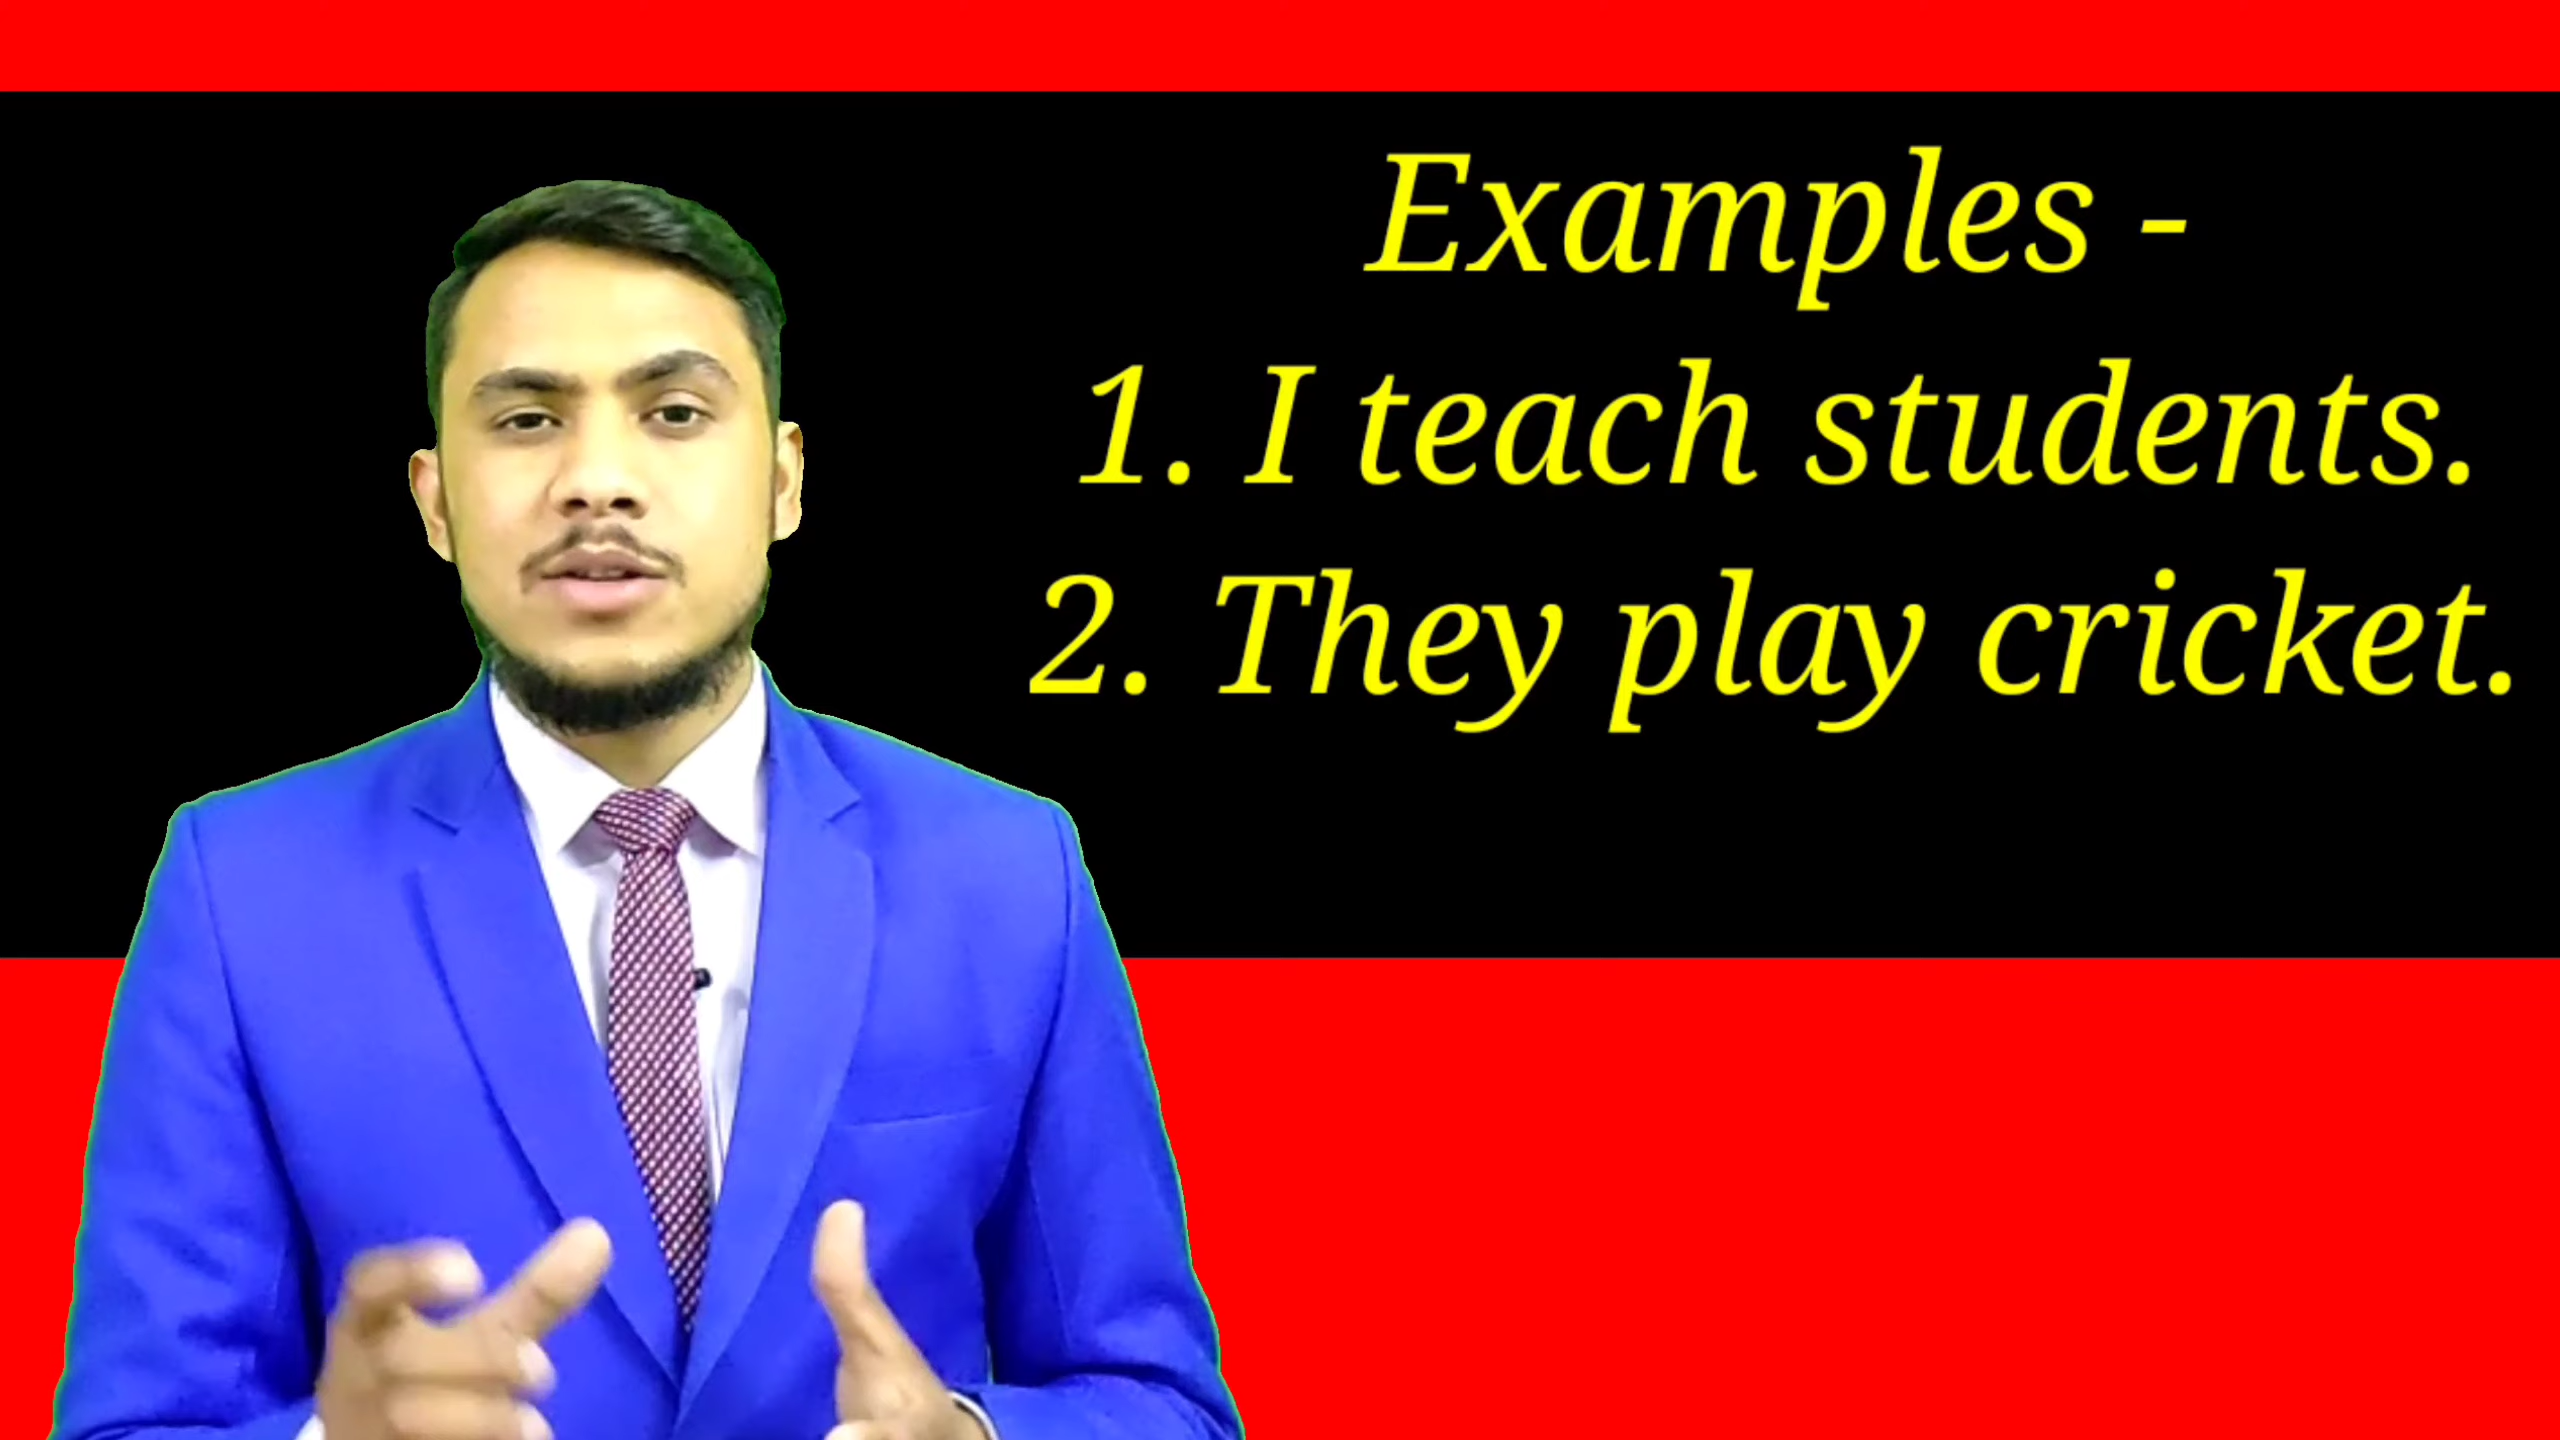 Examples -
1. I teach students.
2. They play cricket.